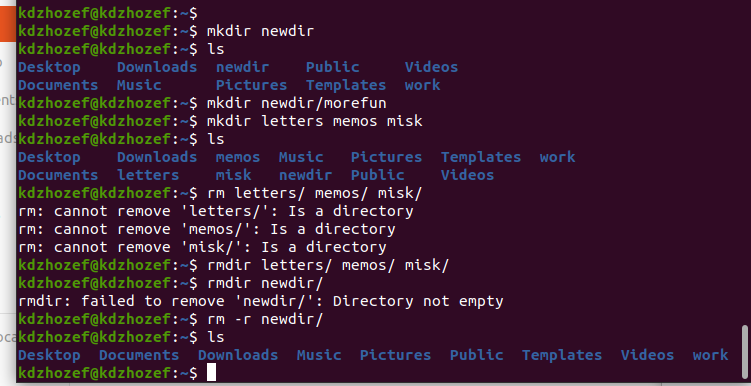 kdzhozef@kdzhozef:~$
kdzhozef@kdzhozef:~$ mkdir newdir
kdzhozef@kdzhozef:~$ ls
Desktop Downloads newdir Public Videos
Documents Music Pictures Templates work
kdzhozef@kdzhozef:~$ mkdir newdir/morefun
kdzhozef@kdzhozef:~$ mkdir letters memos misk
kdzhozef@kdzhozef:~$ ls
Desktop Downloads memos Music Pictures Templates work
Documents letters misk newdir Public Videos
kdzhozef@kdzhozef:~$ rm letters/ memos/ misk/
rm: cannot remove 'letters/': Is a directory
rm: cannot remove 'memos/': Is a directory
rm: cannot remove 'misk/': Is a directory
kdzhozef@kdzhozef:~$ rmdir letters/ memos/ misk/
kdzhozef@kdzhozef:~$ rmdir newdir/
rmdir: failed to remove 'newdir/': Directory not empty
kdzhozef@kdzhozef:~$ rm -r newdir/
kdzhozef@kdzhozef:~$ ls
Desktop Documents Downloads Music Pictures Public Templates Videos work
kdzhozef@kdzhozef:~$